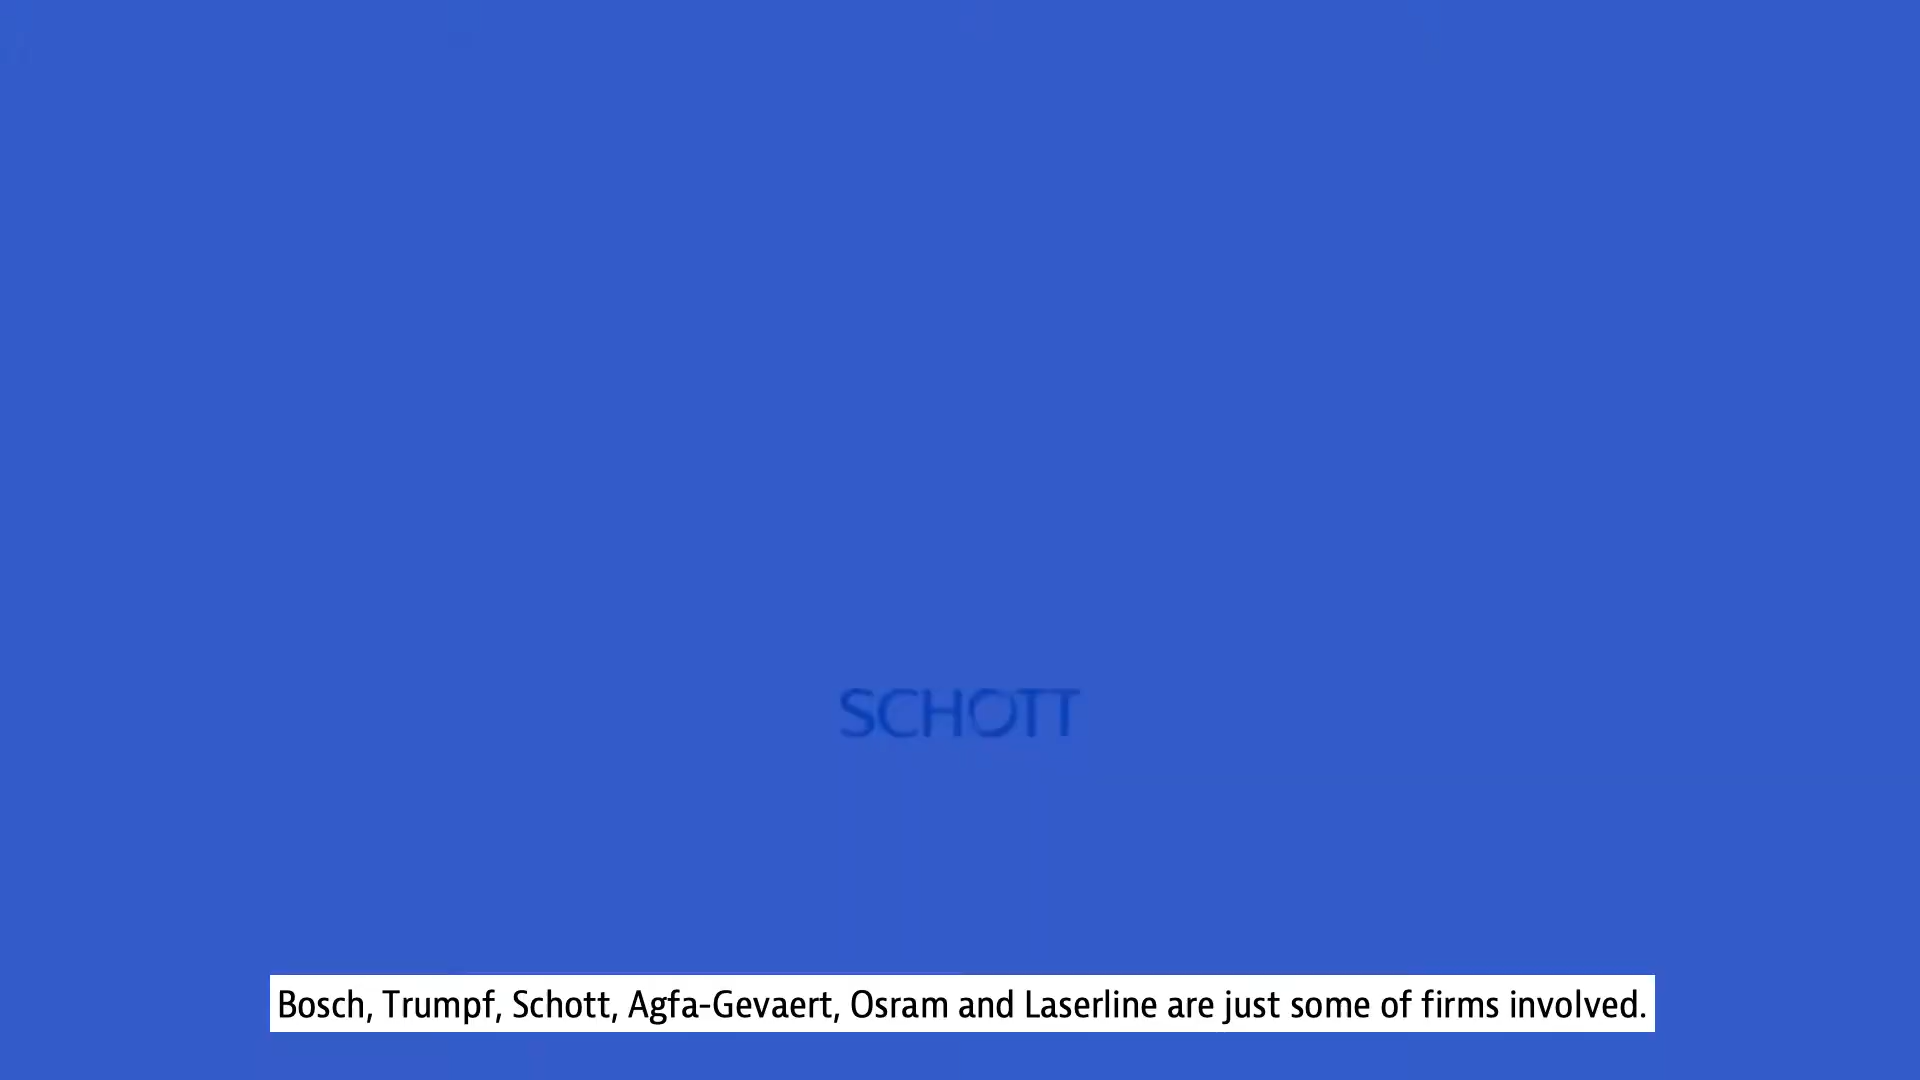 SCHOTT
Bosch, Trumpf, Schott, Agfa-Gevaert, Osram and Laserline are just some of firms involved.